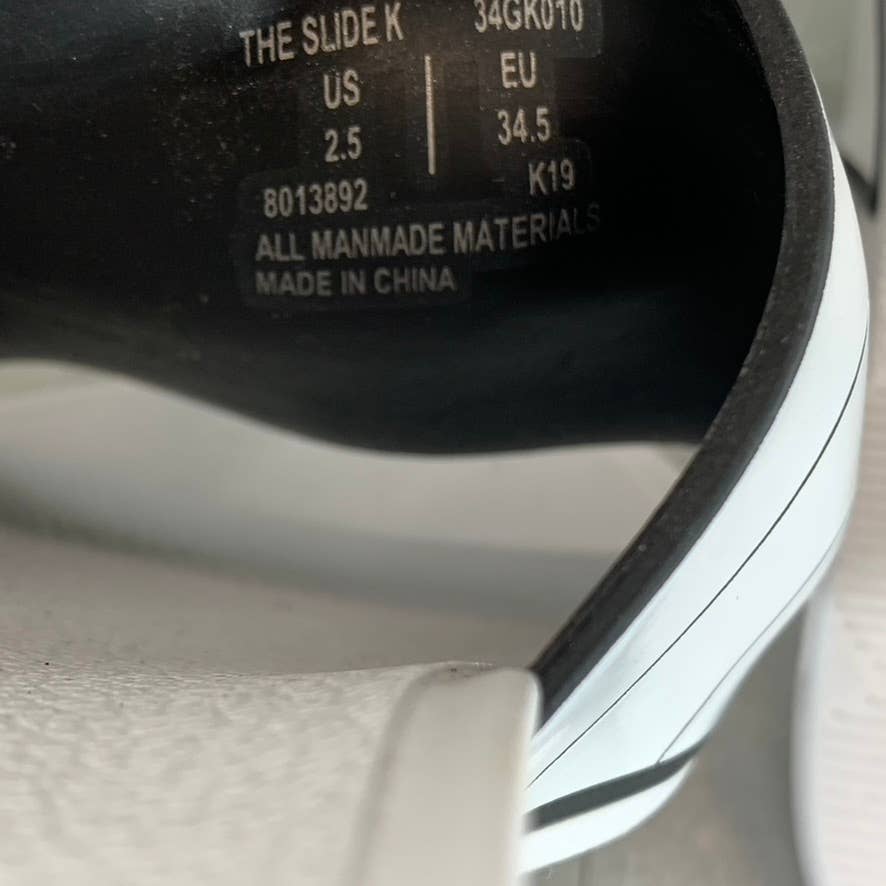 THE SLIDE K 34GK010
US | EU
2.5 | 34.5
8013892 K19
ALL MANMADE MATERIALS
MADE IN CHINA